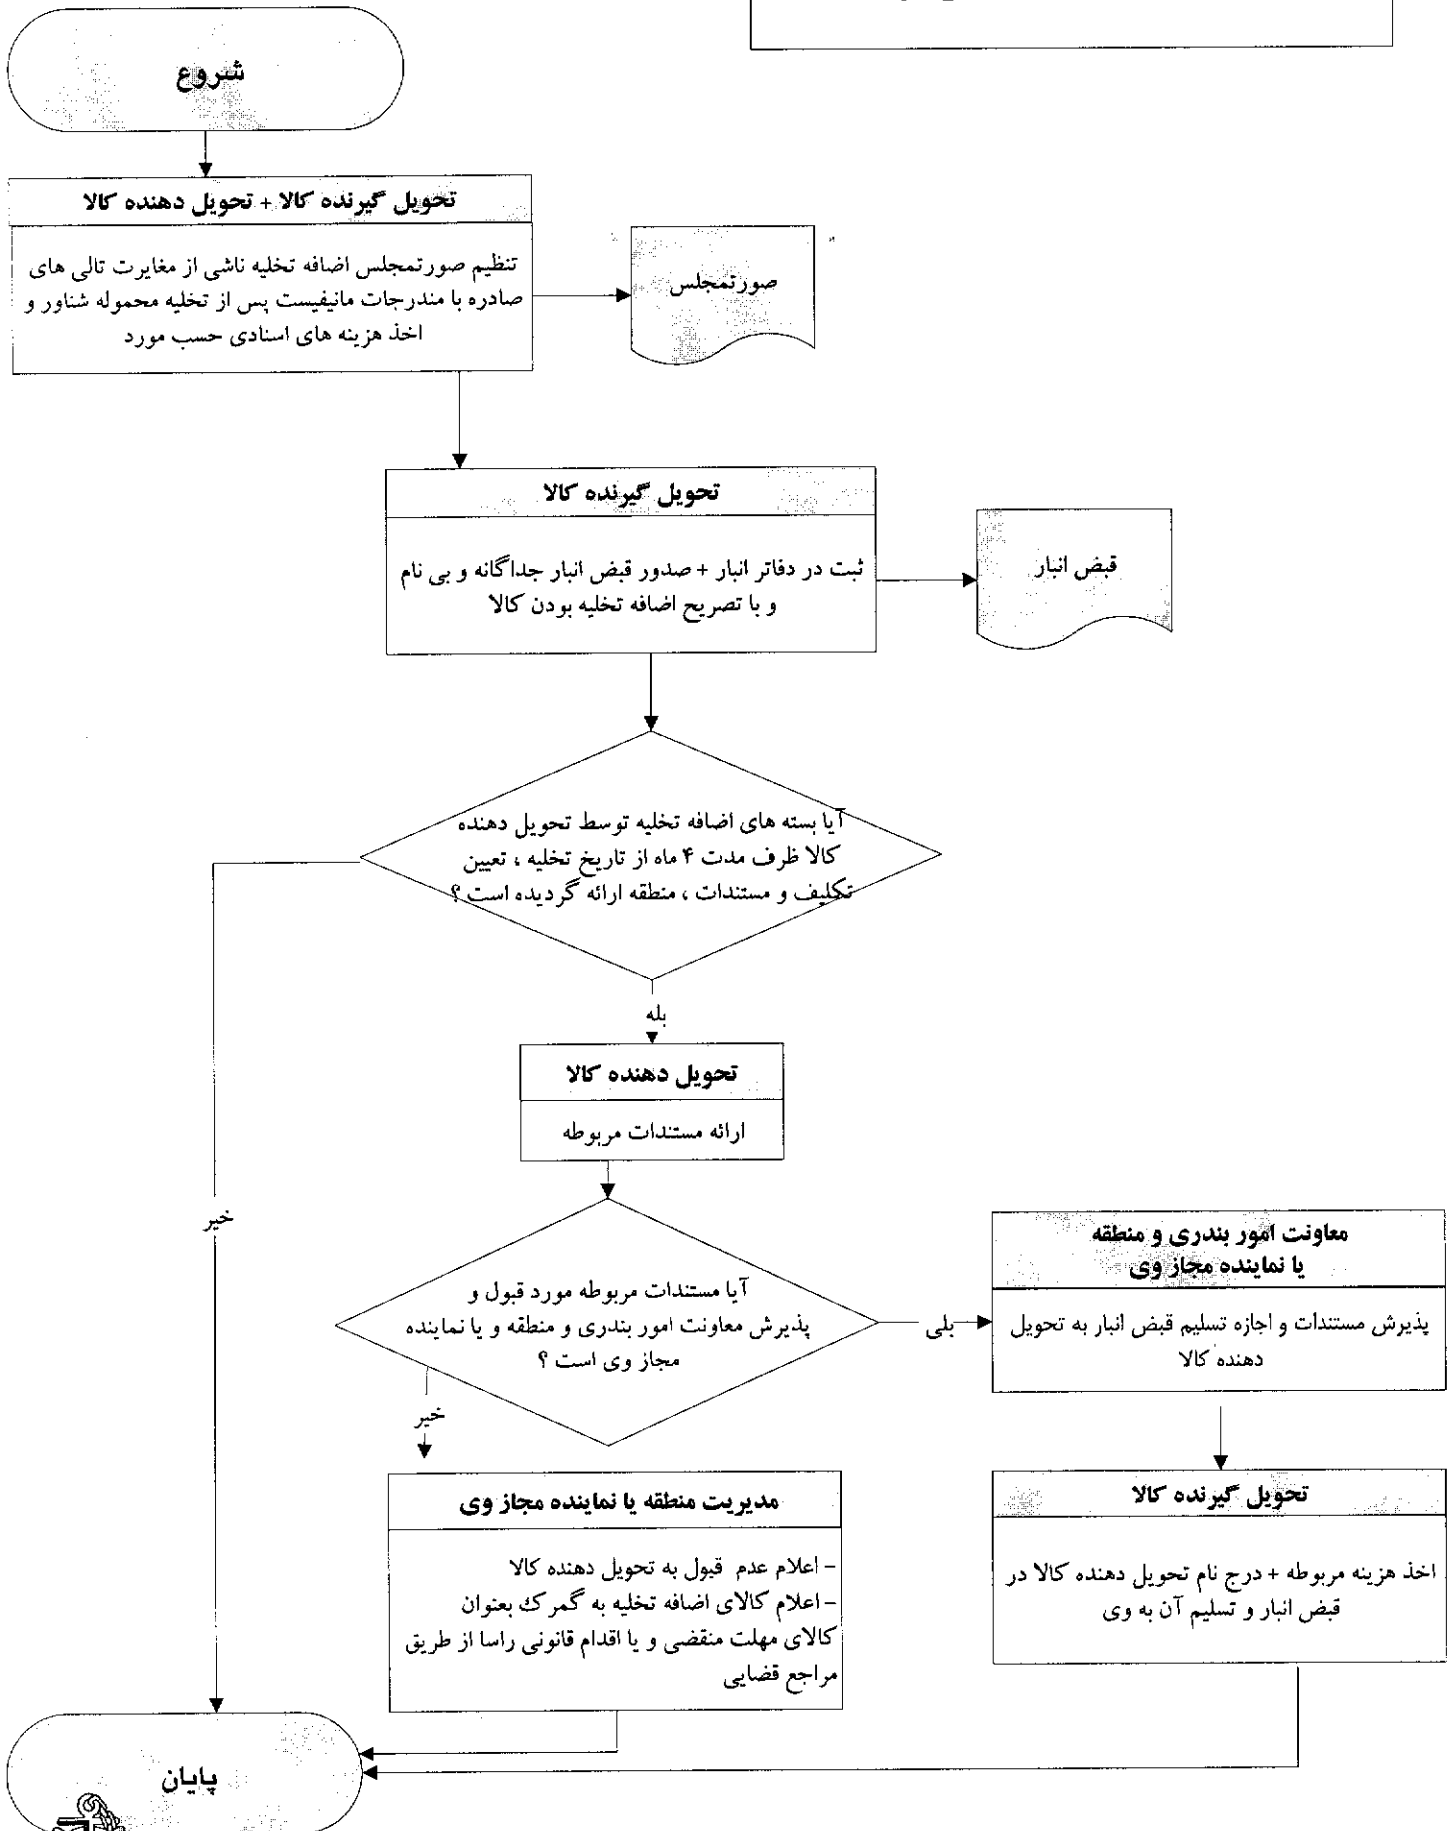 شروع
تحویل گیرنده کالا + تحویل دهنده کالا
تنظیم صورتمجلس اضافه تخلیه ناشی از مغایرت تالی های
صادره با مندرجات مانیفیست پس از تخلیه محموله شناور و
اخذ هزینه های اسنادی حسب مورد
صورتمجلس
تحویل گیرنده کالا
ثبت در دفاتر انبار + صدور قبض انبار جداگانه و بی نام
و با تصریح اضافه تخلیه بودن کالا
قبض انبار
آیا بسته های اضافه تخلیه توسط تحویل دهنده
کالا ظرف مدت ۴ ماه از تاریخ تخلیه ، تعیین
تکلیف و مستندات ، منطقه ارائه گردیده است ؟
بله
تحویل دهنده کالا
ارائه مستندات مربوطه
خیر
آیا مستندات مربوطه مورد قبول و
پذیرش معاونت امور بندری و منطقه و یا نماینده
مجاز وی است ؟
بلی
معاونت امور بندری و منطقه
یا نماینده مجاز وی
پذیرش مستندات و اجازه تسلیم قبض انبار به تحویل
دهنده کالا
خیر
مدیریت منطقه یا نماینده مجاز وی
– اعلام عدم قبول به تحویل دهنده کالا
– اعلام کالای اضافه تخلیه به گمرک بعنوان
کالای مهلت منقضی و یا اقدام قانونی راسا از طریق
مراجع قضایی
تحویل گیرنده کالا
اخذ هزینه مربوطه + درج نام تحویل دهنده کالا در
قبض انبار و تسلیم آن به وی
پایان